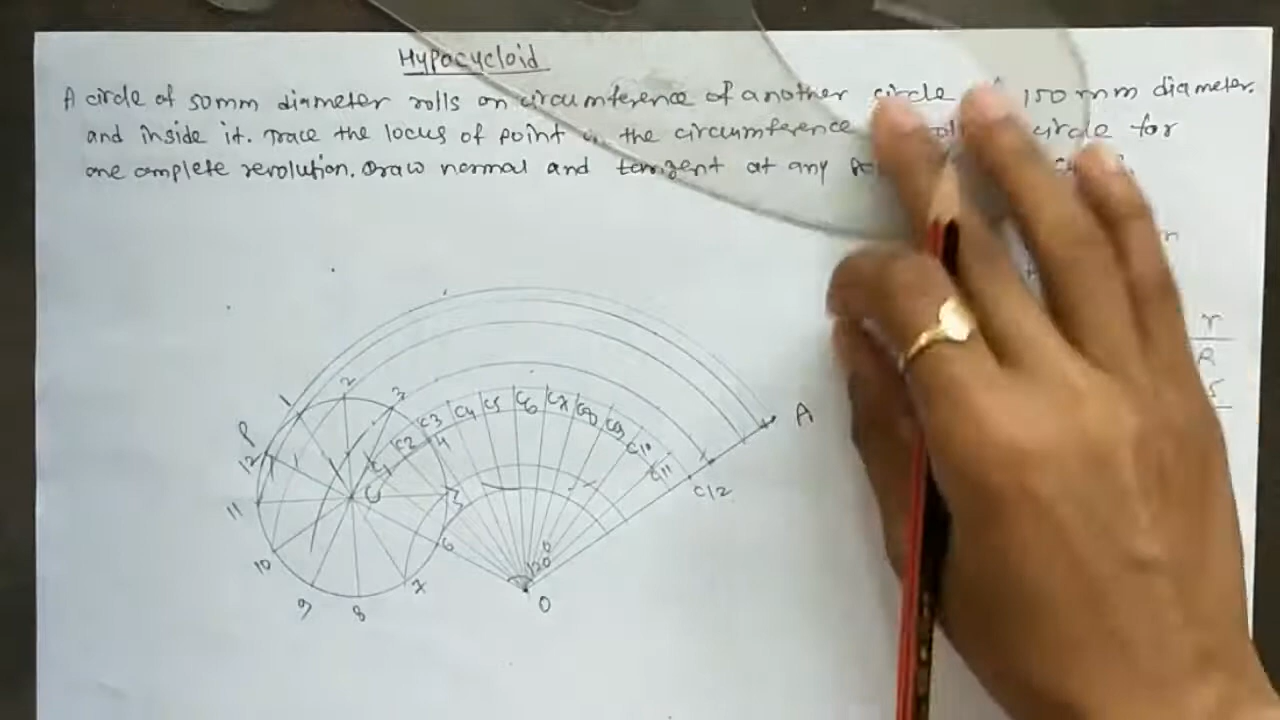 Hypocycloid
A circle of 50mm diameter rolls on circumference of another circle 150 mm diameter.
and inside it. Trace the locus of point the circumference circle for
one complete revolution. Draw normal and tangent at any
r
R
1
2
3
P
12
C1
C2
C3
C4
C5
C6
C7
C8
C9
C10
C11
C12
A
4
C
5
11
6
10
7
9
8
120°
O